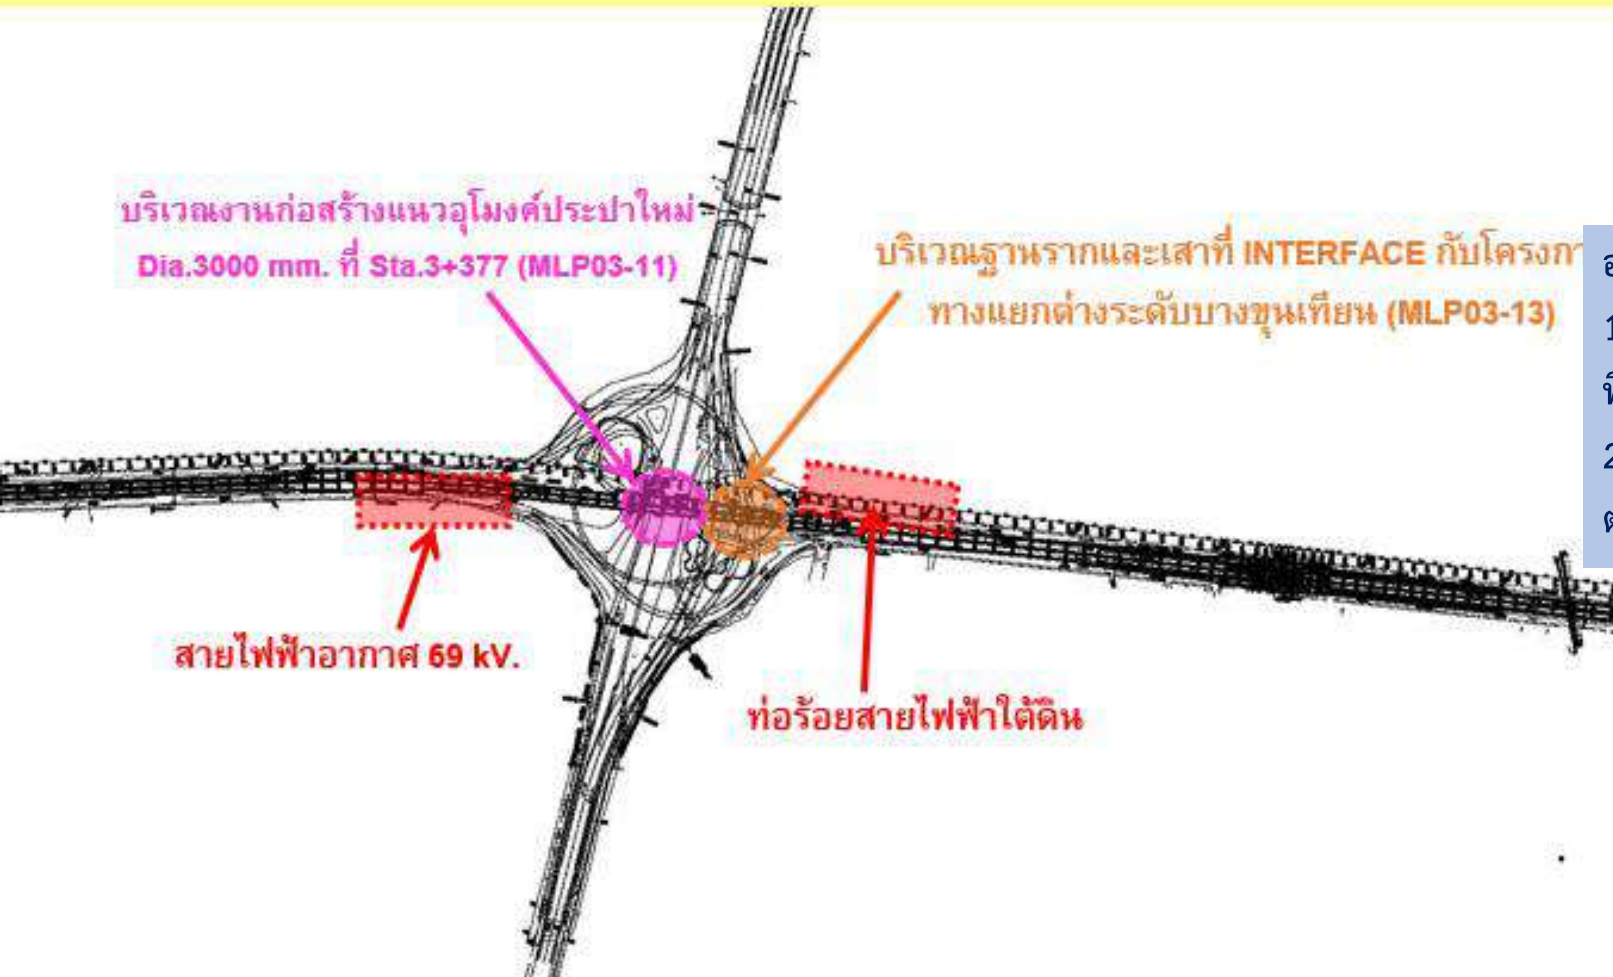 บริเวณงานก่อสร้างแนวอุโมงค์ประปาใหม่
Dia.3000 mm. ที่ Sta.3+377 (MLP03-11)
บริเวณฐานรากและเสาที่ INTERFACE กับโครงกา
ทางแยกต่างระดับบางขุนเทียน (MLP03-13)
สายไฟฟ้าอากาศ 69 kV.
ท่อร้อยสายไฟฟ้าใต้ดิน
1
2